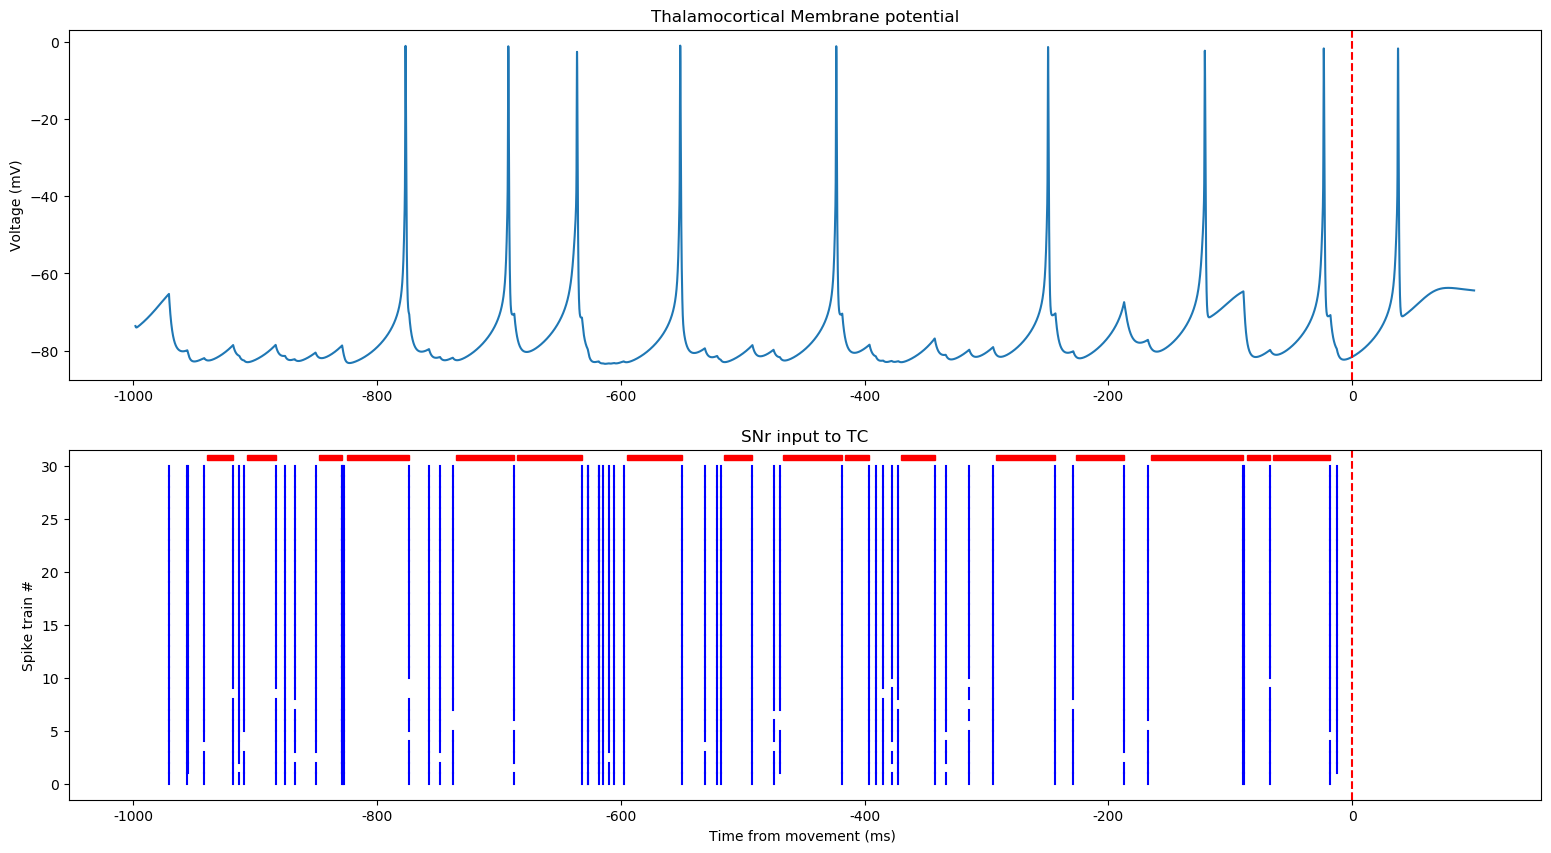 Thalamocortical Membrane potential
Voltage (mV)
0
−20
−40
−60
−80
-1000 -800 -600 -400 -200 0
SNr input to TC
Spike train #
30
25
20
15
10
5
0
-1000 -800 -600 -400 -200 0
Time from movement (ms)